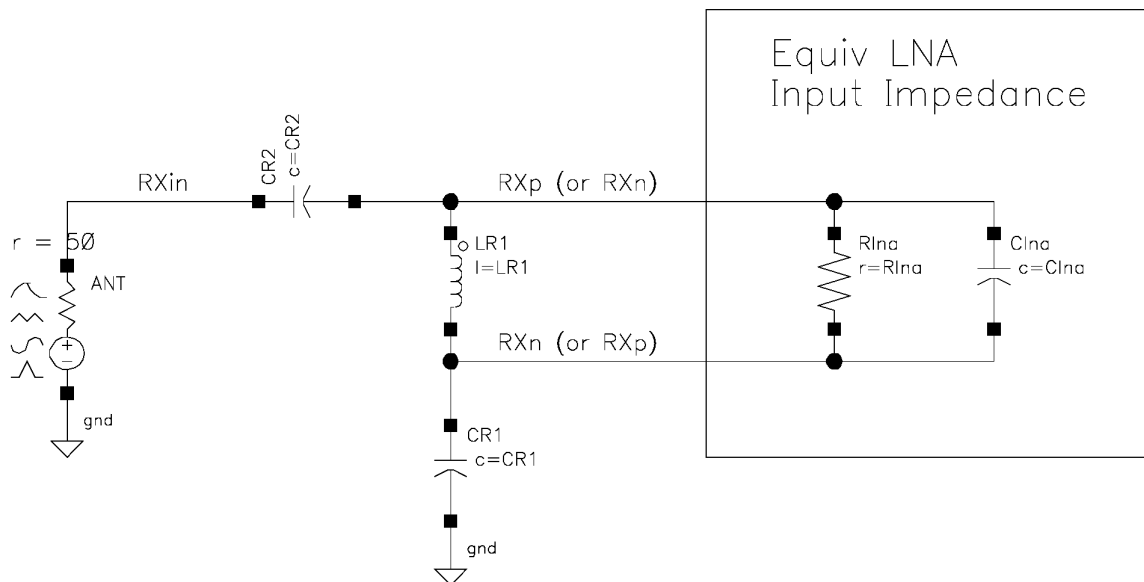 Equiv LNA
Input Impedance
CR2
c=CR2
RXin
RXp (or RXn)
r = 50
ANT
LR1
l=LR1
Rlna
r=Rlna
Clna
c=Clna
RXn (or RXp)
gnd
CR1
c=CR1
gnd